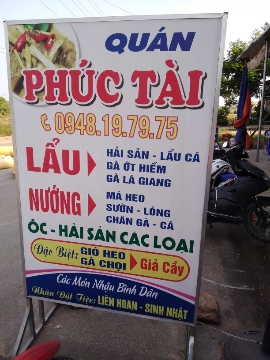 QUÁN
PHÚC TÀI
0948.19.79.75
LẨU
HẢI SẢN - LẨU CÁ
GÀ ỚT HIỂM
GÀ LÁ GIANG
NƯỚNG
MÁ HEO
SƯỜN - LÒNG
CHÂN GÀ - CÁ
ỐC - HẢI SẢN CÁC LOẠI
Đặc Biệt:
GIÒ HEO
GÀ CHỌI
Giả Cầy
Các Món Nhậu Bình Dân
Nhận Đặt Tiệc: LIÊN HOAN - SINH NHẬT